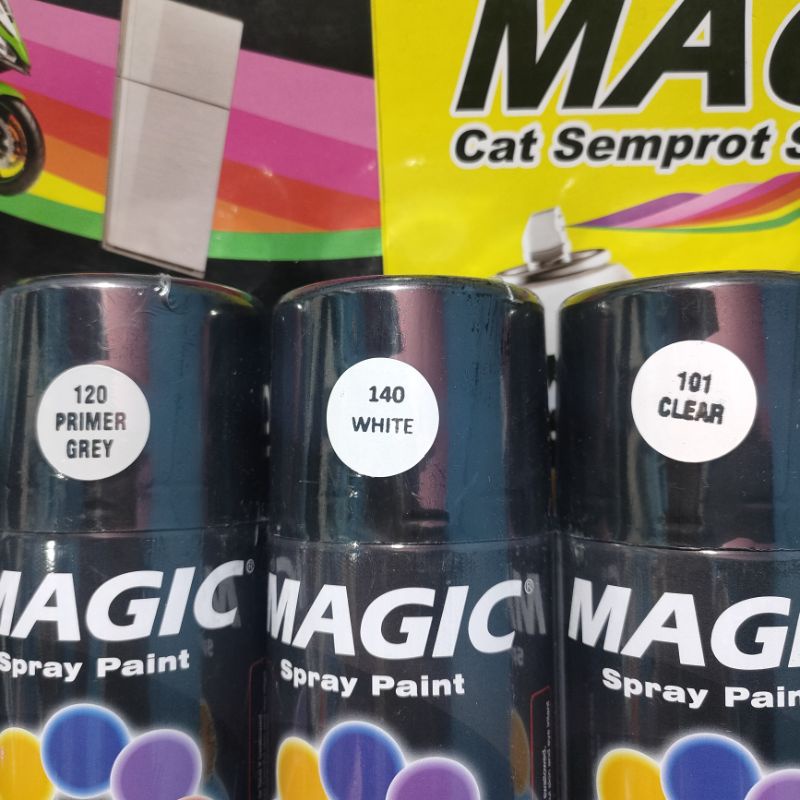 MAG
Cat Semprot S
120
PRIMER
GREY
140
WHITE
101
CLEAR
MAGIC®
Spray Paint
MAGIC®
Spray Paint
MAGI
Spray Pain